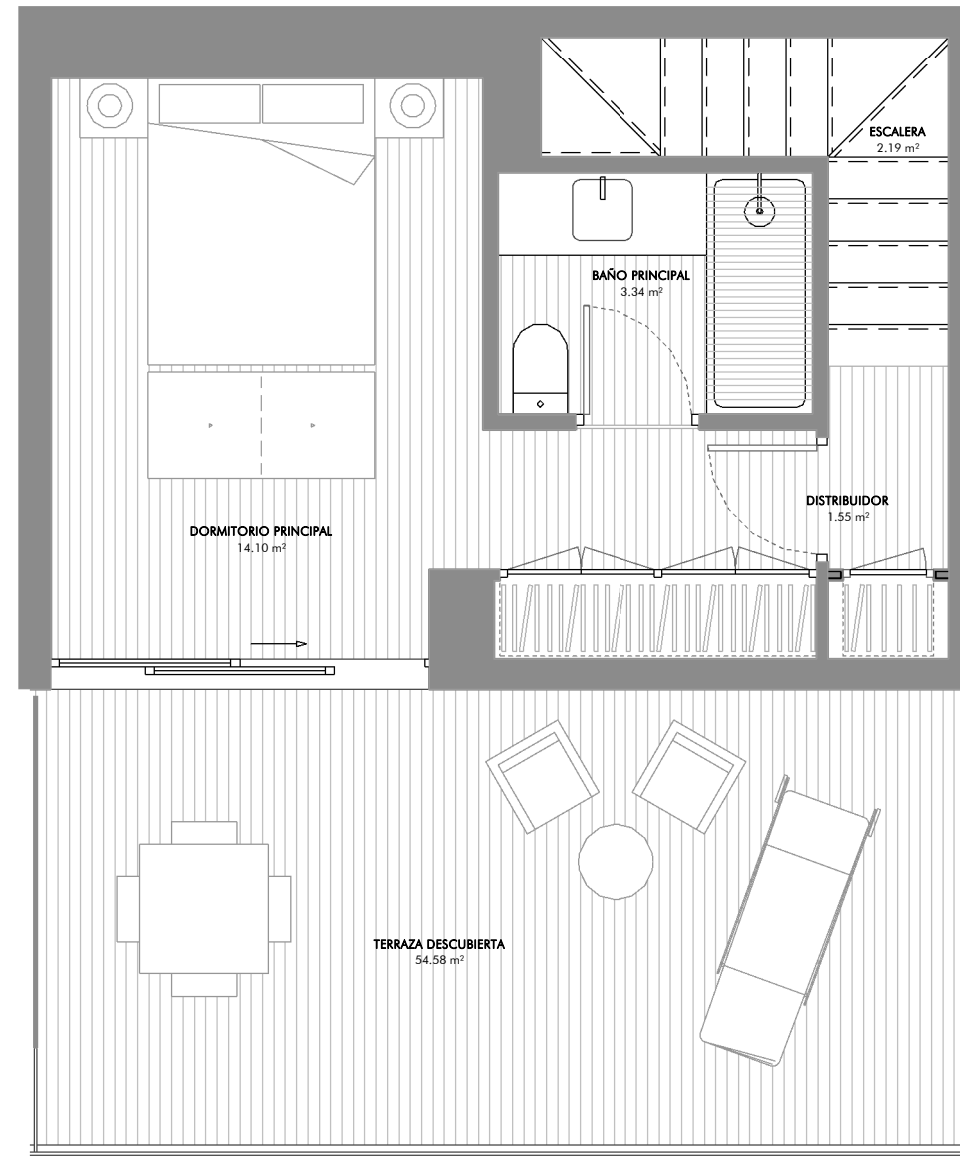 ESCALERA
2.19 m²
BAÑO PRINCIPAL
3.34 m²
DISTRIBUIDOR
1.55 m²
DORMITORIO PRINCIPAL
14.10 m²
TERRAZA DESCUBIERTA
54.58 m²